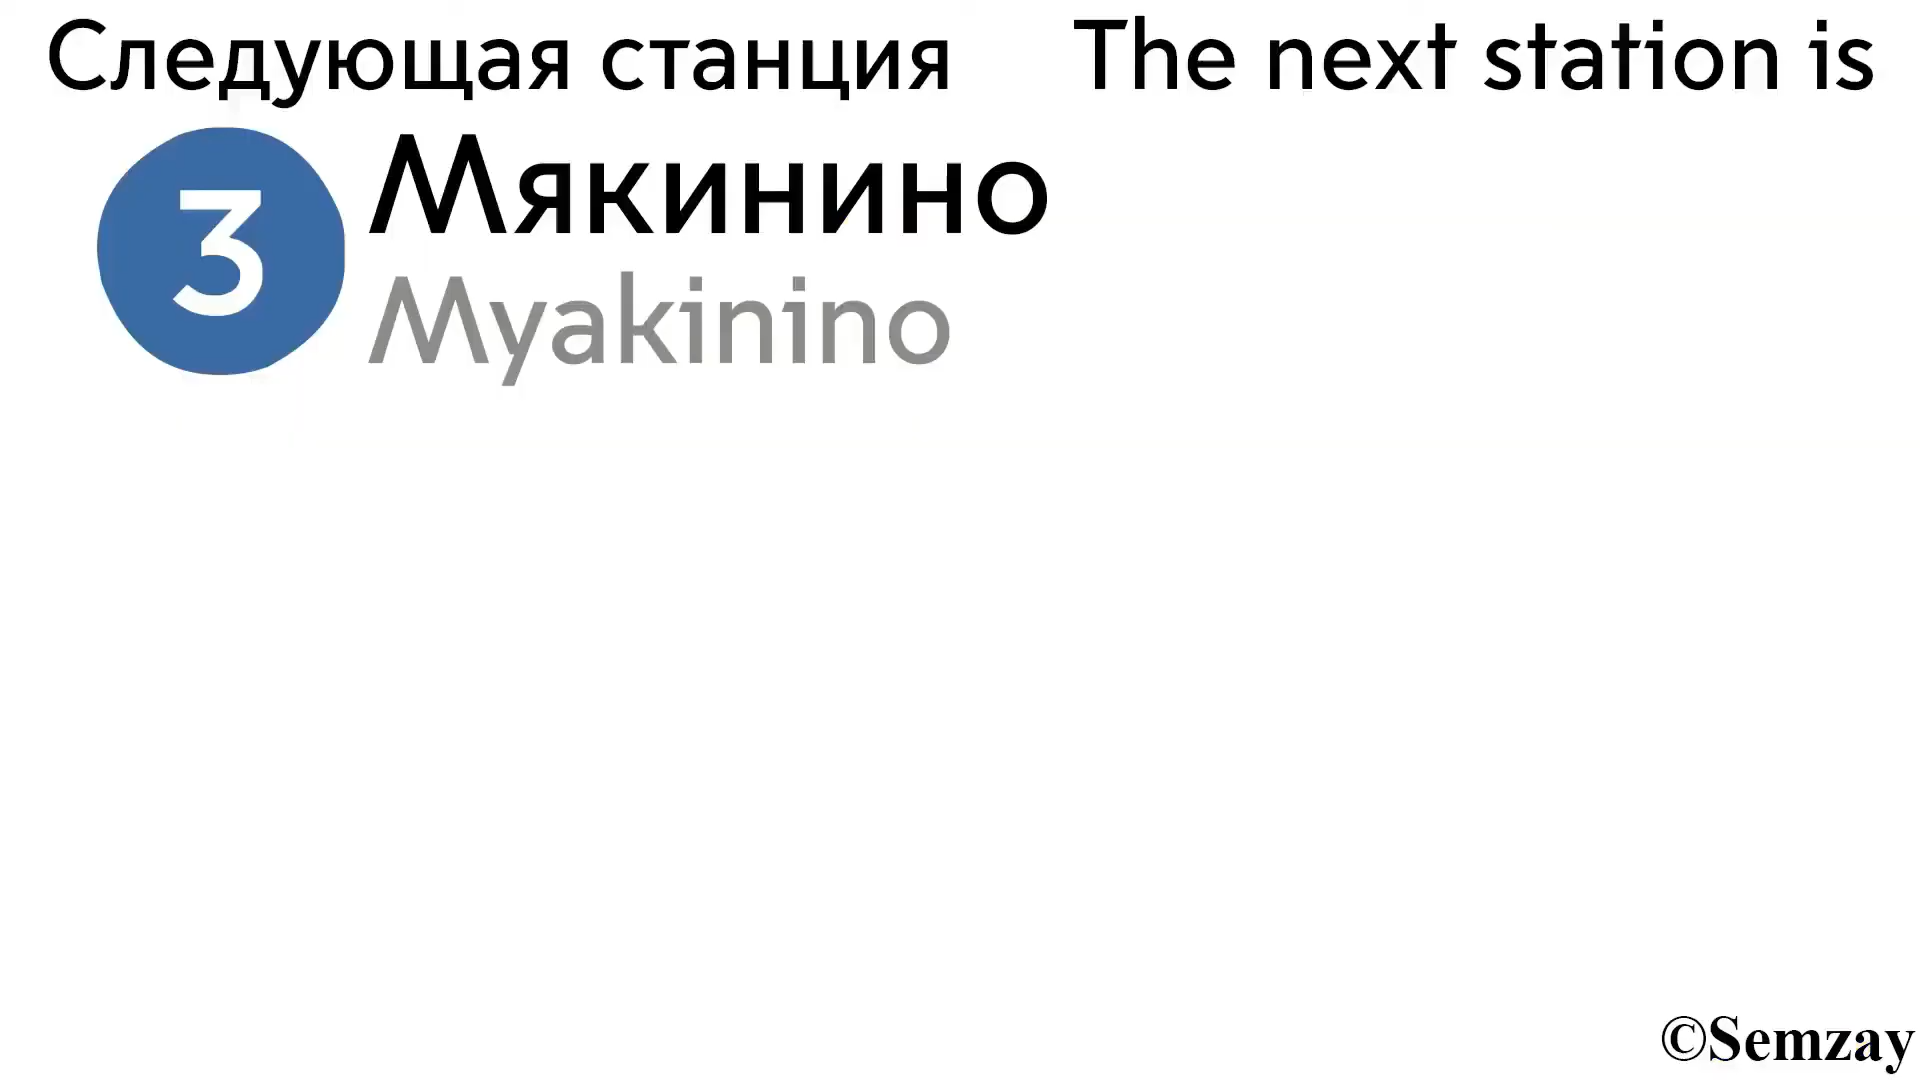 Следующая станция The next station is
3 Мякинино
Myakinino
©Semzay